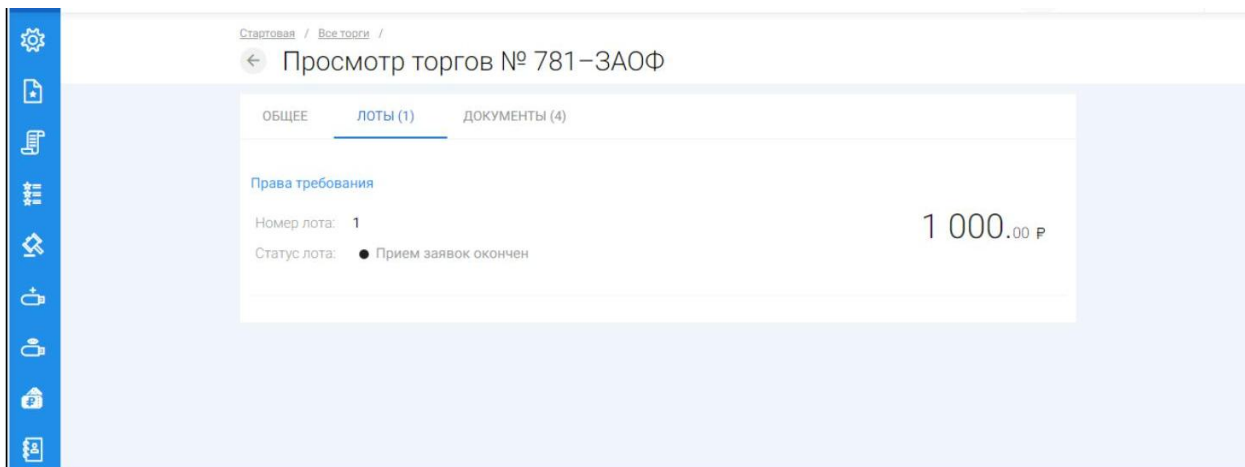 Стартовая / Все торги /
Просмотр торгов № 781-ЗАОФ
ОБЩЕЕ ЛОТЫ (1) ДОКУМЕНТЫ (4)
Права требования
Номер лота: 1
1 000.00 ₽
Статус лота: Прием заявок окончен